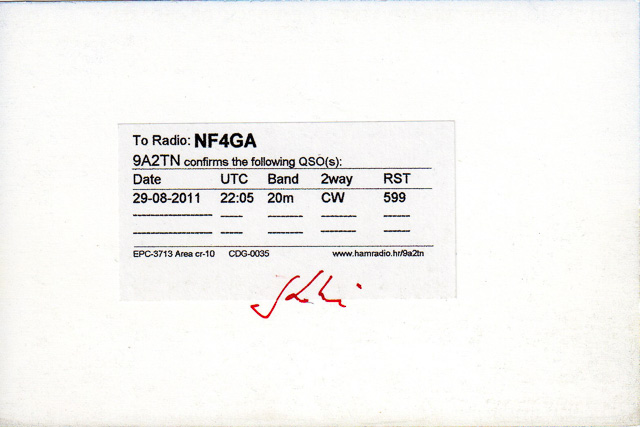 To Radio: NF4GA
9A2TN confirms the following QSO(s):
Date UTC Band 2way RST
29-08-2011 22:05 20m CW 599
----------------- ----- -------- -------- ------
----------------- ----- -------- -------- ------
EPC-3713 Area cr-10 CDG-0035 www.hamradio.hr/9a2tn